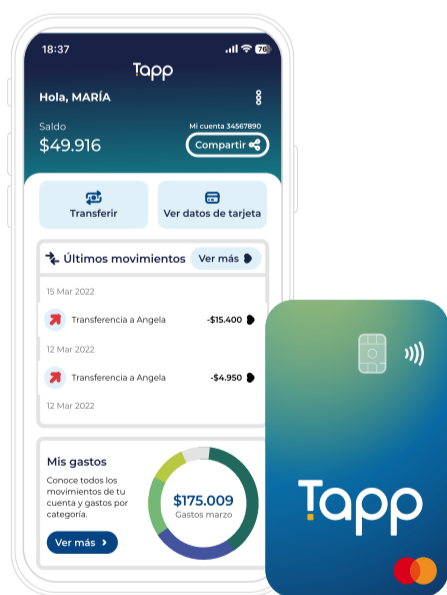 18:37
76
Tapp
Hola, MARÍA
Saldo
Mi cuenta 34567890
$49.916
Compartir
Transferir
Ver datos de tarjeta
Últimos movimientos
Ver más
15 Mar 2022
Transferencia a Angela
-$15.400
12 Mar 2022
Transferencia a Angela
-$4.950
12 Mar 2022
Mis gastos
Conoce todos los
movimientos de tu
cuenta y gastos por
categoría.
$175.009
Gastos marzo
Ver más
Tapp